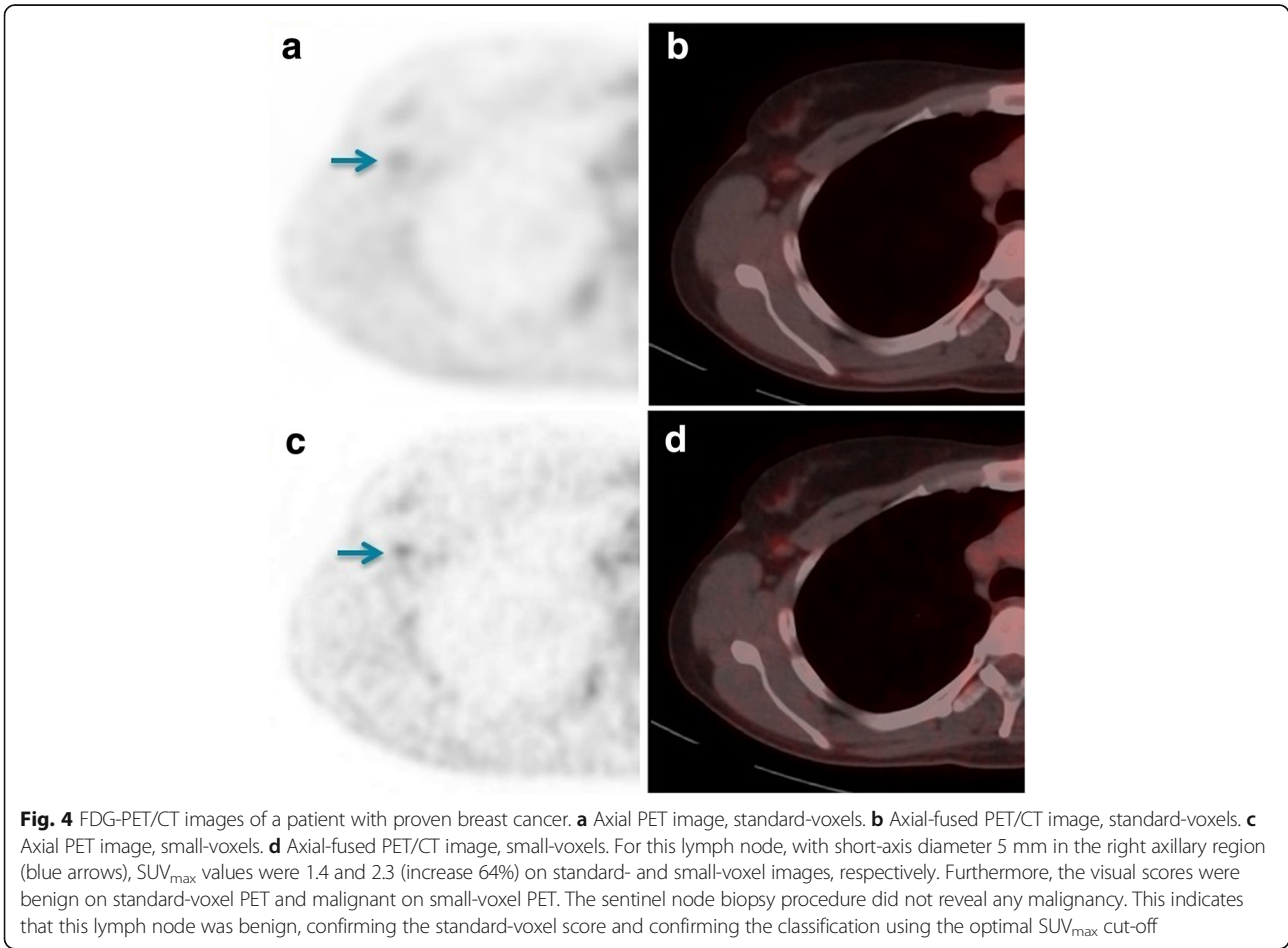 a
b
c
d
Fig. 4 FDG-PET/CT images of a patient with proven breast cancer. a Axial PET image, standard-voxels. b Axial-fused PET/CT image, standard-voxels. c
Axial PET image, small-voxels. d Axial-fused PET/CT image, small-voxels. For this lymph node, with short-axis diameter 5 mm in the right axillary region
(blue arrows), SUVmax values were 1.4 and 2.3 (increase 64%) on standard- and small-voxel images, respectively. Furthermore, the visual scores were
benign on standard-voxel PET and malignant on small-voxel PET. The sentinel node biopsy procedure did not reveal any malignancy. This indicates
that this lymph node was benign, confirming the standard-voxel score and confirming the classification using the optimal SUVmax cut-off